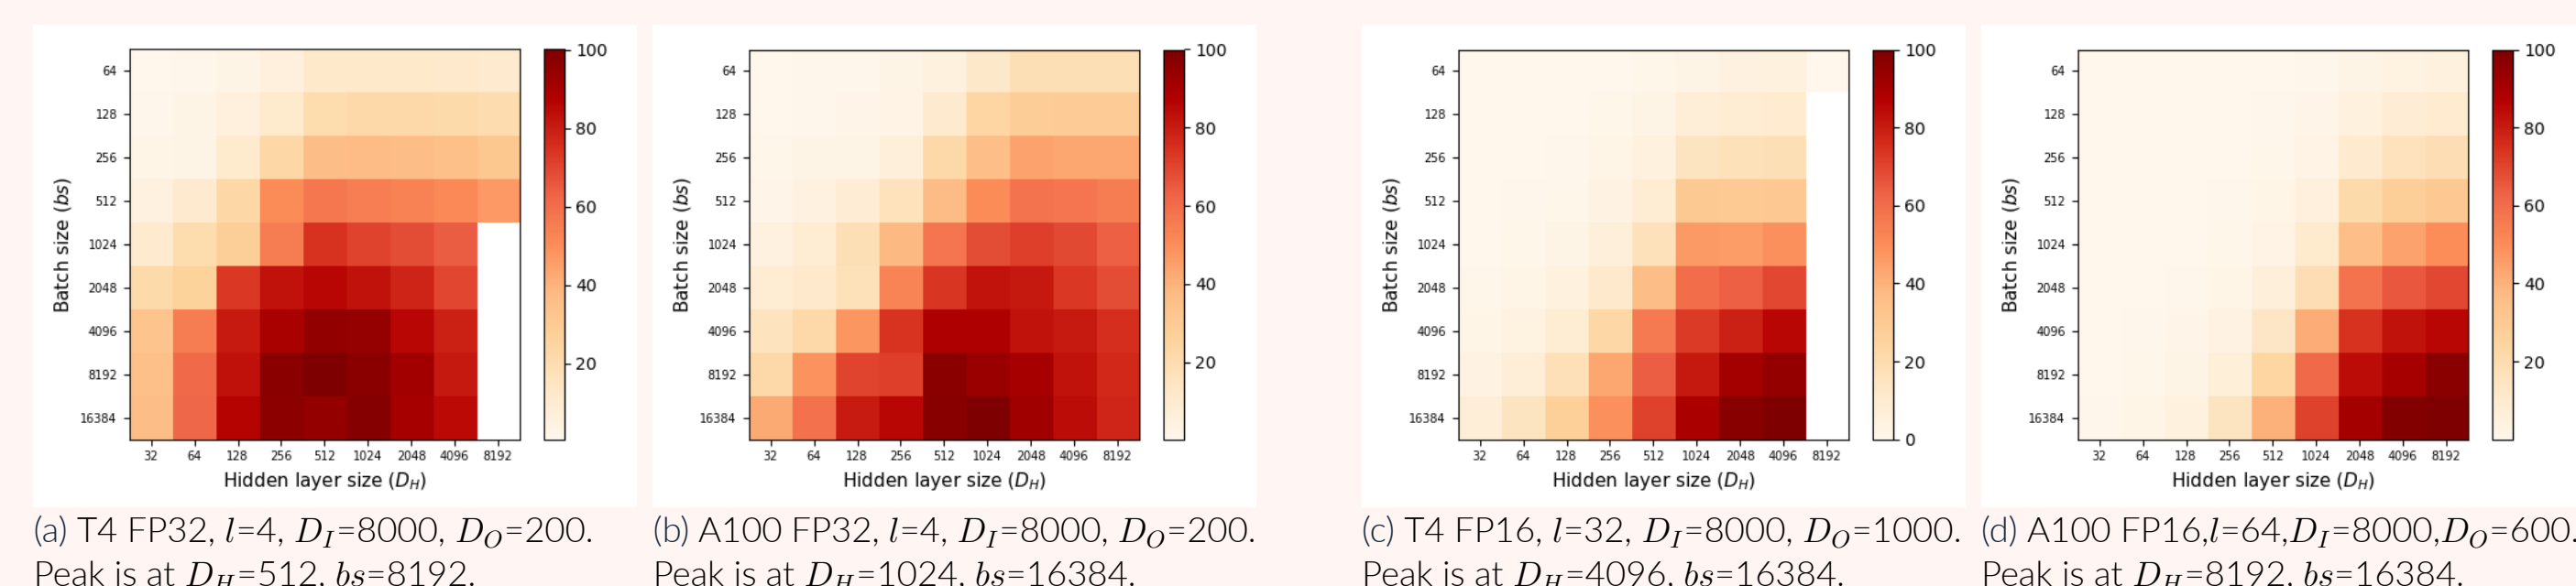 64
128
256
512
1024
2048
4096
8192
16384
Batch size (bs)
32 64 128 256 512 1024 2048 4096 8192
Hidden layer size (D_H)
100
80
60
40
20
(a) T4 FP32, l=4, D_I=8000, D_O=200.
Peak is at D_H=512, bs=8192.
64
128
256
512
1024
2048
4096
8192
16384
Batch size (bs)
32 64 128 256 512 1024 2048 4096 8192
Hidden layer size (D_H)
100
80
60
40
20
(b) A100 FP32, l=4, D_I=8000, D_O=200.
Peak is at D_H=1024, bs=16384.
64
128
256
512
1024
2048
4096
8192
16384
Batch size (bs)
32 64 128 256 512 1024 2048 4096 8192
Hidden layer size (D_H)
100
80
60
40
20
0
(c) T4 FP16, l=32, D_I=8000, D_O=1000.
Peak is at D_H=4096, bs=16384.
64
128
256
512
1024
2048
4096
8192
16384
Batch size (bs)
32 64 128 256 512 1024 2048 4096 8192
Hidden layer size (D_H)
100
80
60
40
20
(d) A100 FP16,l=64,D_I=8000,D_O=600.
Peak is at D_H=8192, bs=16384.